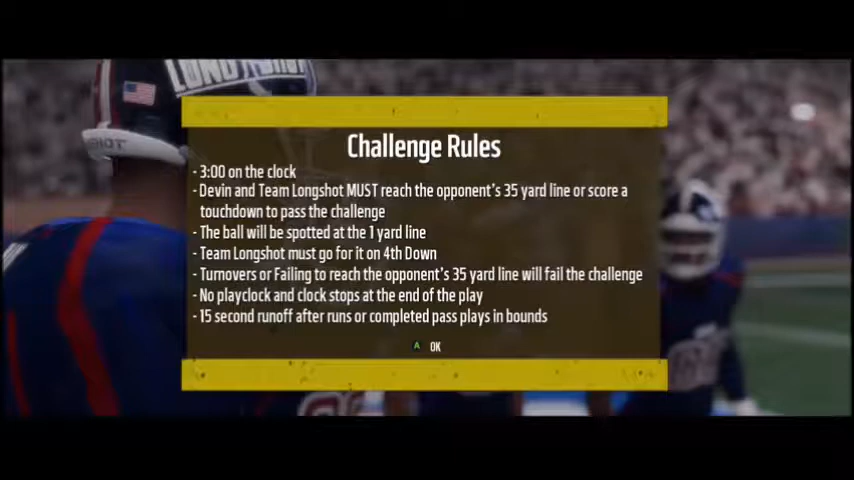 LONGSHOT
SHOT
Challenge Rules
- 3:00 on the clock
- Devin and Team Longshot MUST reach the opponent's 35 yard line or score a
touchdown to pass the challenge
- The ball will be spotted at the 1 yard line
- Team Longshot must go for it on 4th Down
- Turnovers or Failing to reach the opponent's 35 yard line will fail the challenge
- No playclock and clock stops at the end of the play
- 15 second runoff after runs or completed pass plays in bounds
A OK